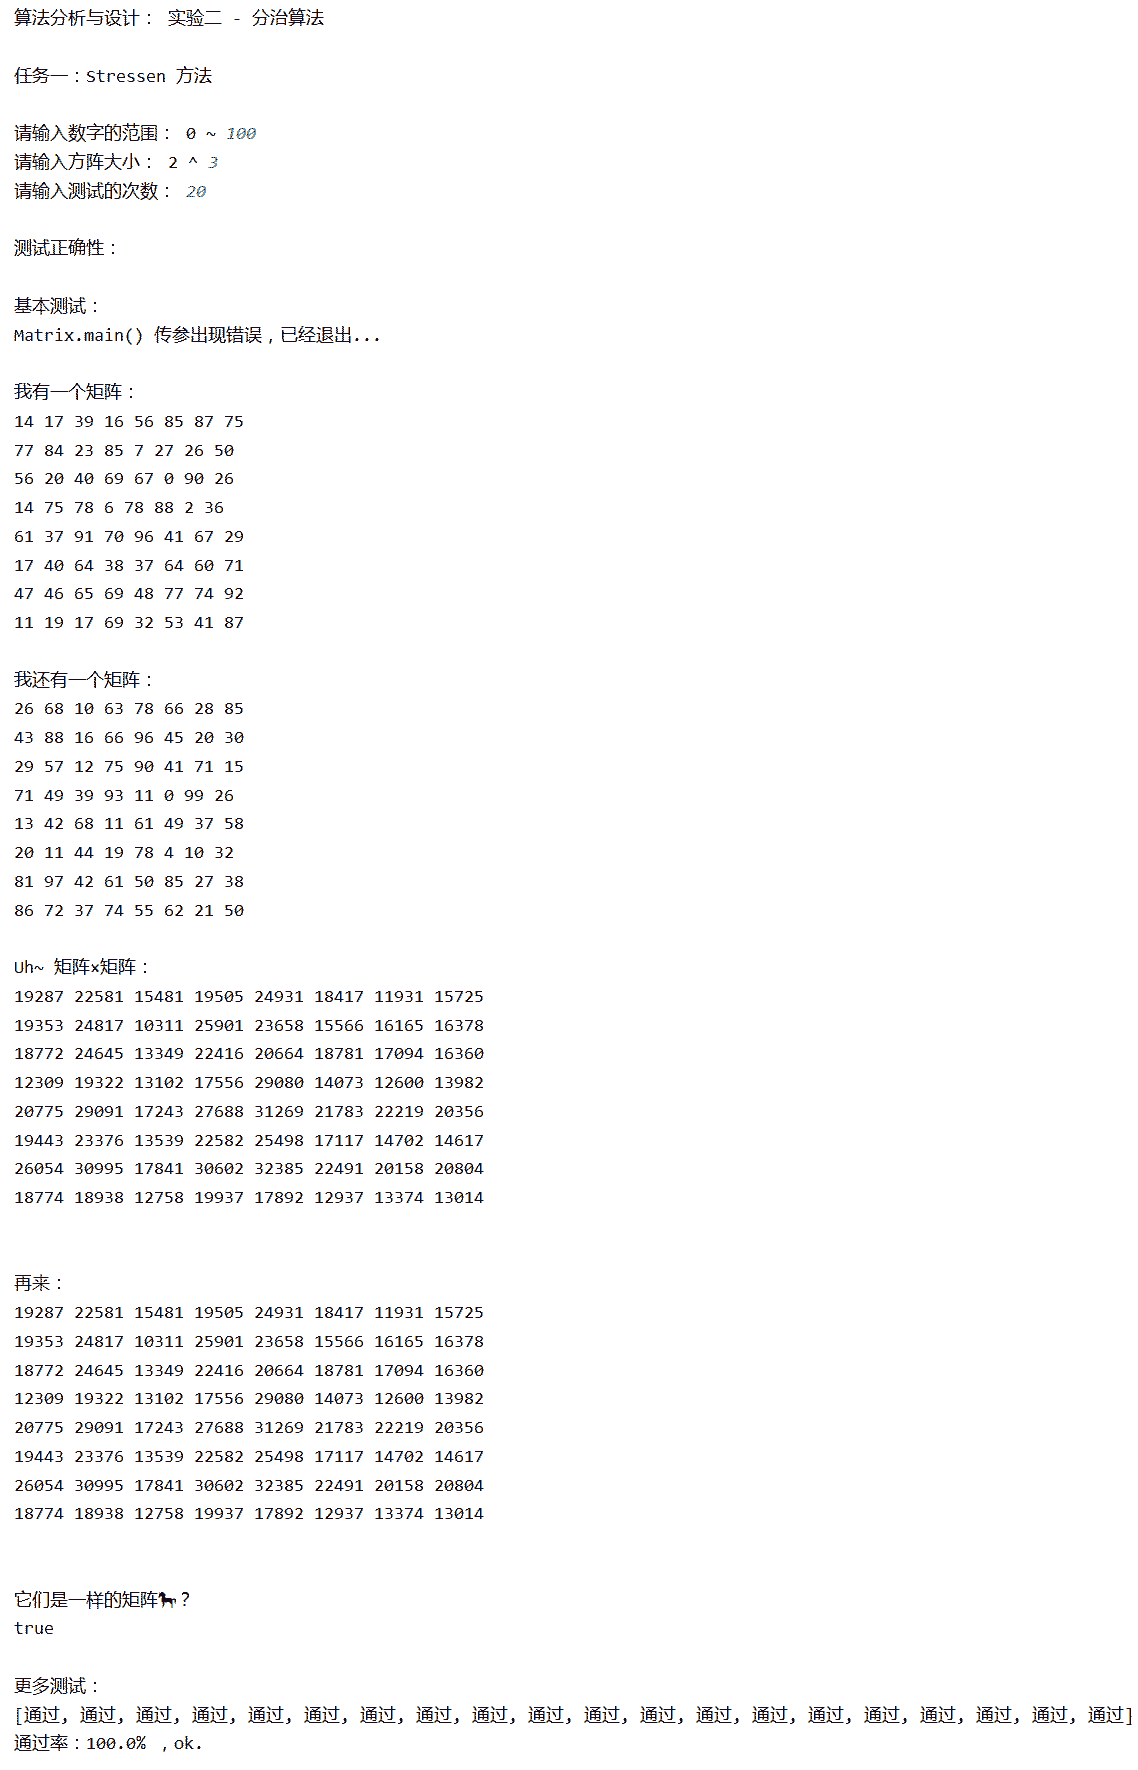 算法分析与设计： 实验二 - 分治算法
任务一：Stressen 方法
请输入数字的范围： 0 ~ 100
请输入方阵大小： 2 ^ 3
请输入测试的次数： 20
测试正确性：
基本测试：
Matrix.main() 传参出现错误，已经退出...
我有一个矩阵：
14 17 39 16 56 85 87 75
77 84 23 85 7 27 26 50
56 20 40 69 67 0 90 26
14 75 78 6 78 88 2 36
61 37 91 70 96 41 67 29
17 40 64 38 37 64 60 71
47 46 65 69 48 77 74 92
11 19 17 69 32 53 41 87
我还有一个矩阵：
26 68 10 63 78 66 28 85
43 88 16 66 96 45 20 30
29 57 12 75 90 41 71 15
71 49 39 93 11 0 99 26
13 42 68 11 61 49 37 58
20 11 44 19 78 4 10 32
81 97 42 61 50 85 27 38
86 72 37 74 55 62 21 50
Uh~ 矩阵x矩阵：
19287 22581 15481 19505 24931 18417 11931 15725
19353 24817 10311 25901 23658 15566 16165 16378
18772 24645 13349 22416 20664 18781 17094 16360
12309 19322 13102 17556 29080 14073 12600 13982
20775 29091 17243 27688 31269 21783 22219 20356
19443 23376 13539 22582 25498 17117 14702 14617
26054 30995 17841 30602 32385 22491 20158 20804
18774 18938 12758 19937 17892 12937 13374 13014
再来：
19287 22581 15481 19505 24931 18417 11931 15725
19353 24817 10311 25901 23658 15566 16165 16378
18772 24645 13349 22416 20664 18781 17094 16360
12309 19322 13102 17556 29080 14073 12600 13982
20775 29091 17243 27688 31269 21783 22219 20356
19443 23376 13539 22582 25498 17117 14702 14617
26054 30995 17841 30602 32385 22491 20158 20804
18774 18938 12758 19937 17892 12937 13374 13014
它们是一样的矩阵🐎？
true
更多测试：
[通过, 通过, 通过, 通过, 通过, 通过, 通过, 通过, 通过, 通过, 通过, 通过, 通过, 通过, 通过, 通过, 通过, 通过, 通过, 通过]
通过率：100.0% ，ok.